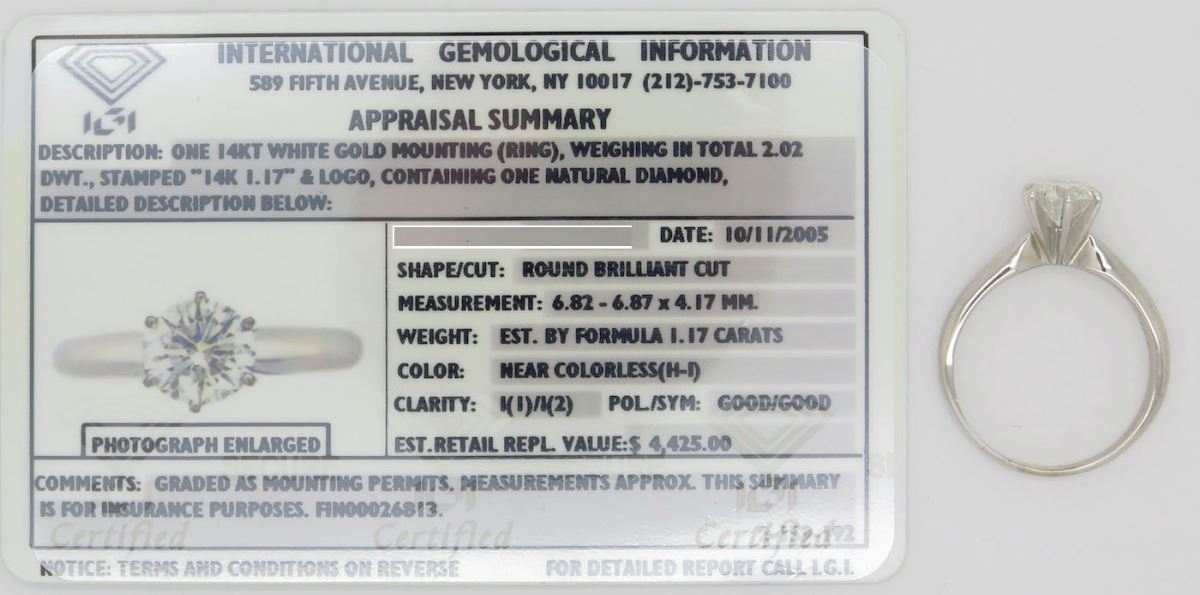 IGI
INTERNATIONAL GEMOLOGICAL INFORMATION
589 FIFTH AVENUE, NEW YORK, NY 10017 (212)-753-7100
APPRAISAL SUMMARY
DESCRIPTION: ONE 14KT WHITE GOLD MOUNTING (RING), WEIGHING IN TOTAL 2.02
DWT., STAMPED "14K 1.17" & LOGO, CONTAINING ONE NATURAL DIAMOND,
DETAILED DESCRIPTION BELOW:
DATE: 10/11/2005
SHAPE/CUT: ROUND BRILLIANT CUT
MEASUREMENT: 6.82 - 6.87 x 4.17 MM.
WEIGHT: EST. BY FORMULA 1.17 CARATS
COLOR: NEAR COLORLESS(H-I)
CLARITY: I(1)/I(2) POL./SYM: GOOD/GOOD
PHOTOGRAPH ENLARGED
EST.RETAIL REPL. VALUE:$ 4,425.00
SECURE
COMMENTS: GRADED AS MOUNTING PERMITS. MEASUREMENTS APPROX. THIS SUMMARY
IS FOR INSURANCE PURPOSES. FIN00026813.
IGI IGI IGI
Certified Certified Certified
NOTICE: TERMS AND CONDITIONS ON REVERSE FOR DETAILED REPORT CALL I.G.I.